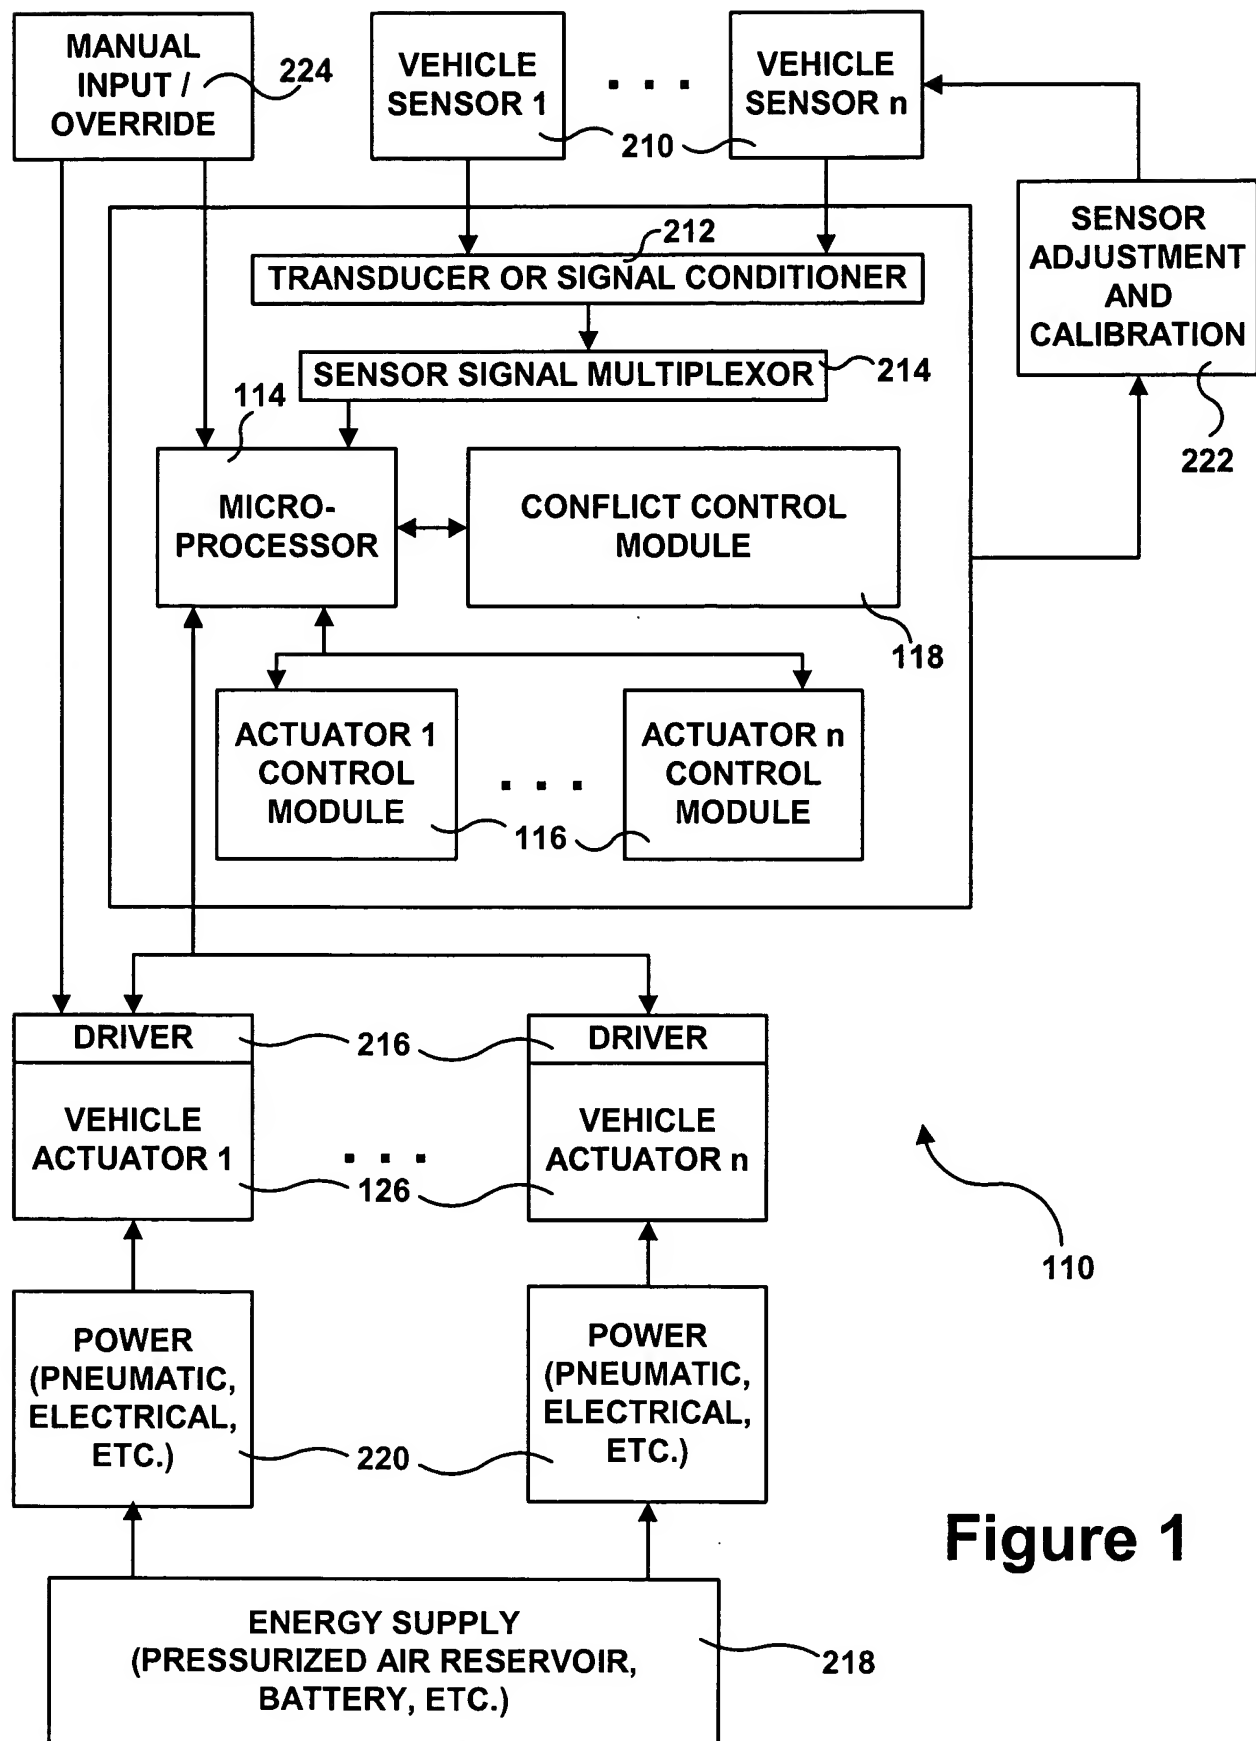 MANUAL
INPUT /
OVERRIDE
224
VEHICLE
SENSOR 1
. . .
210
VEHICLE
SENSOR n
SENSOR
ADJUSTMENT
AND
CALIBRATION
222
212
TRANSDUCER OR SIGNAL CONDITIONER
SENSOR SIGNAL MULTIPLEXOR
214
114
MICRO-
PROCESSOR
CONFLICT CONTROL
MODULE
118
ACTUATOR 1
CONTROL
MODULE
. . .
116
ACTUATOR n
CONTROL
MODULE
DRIVER
216
DRIVER
VEHICLE
ACTUATOR 1
. . .
126
VEHICLE
ACTUATOR n
110
POWER
(PNEUMATIC,
ELECTRICAL,
ETC.)
220
POWER
(PNEUMATIC,
ELECTRICAL,
ETC.)
Figure 1
ENERGY SUPPLY
(PRESSURIZED AIR RESERVOIR,
BATTERY, ETC.)
218